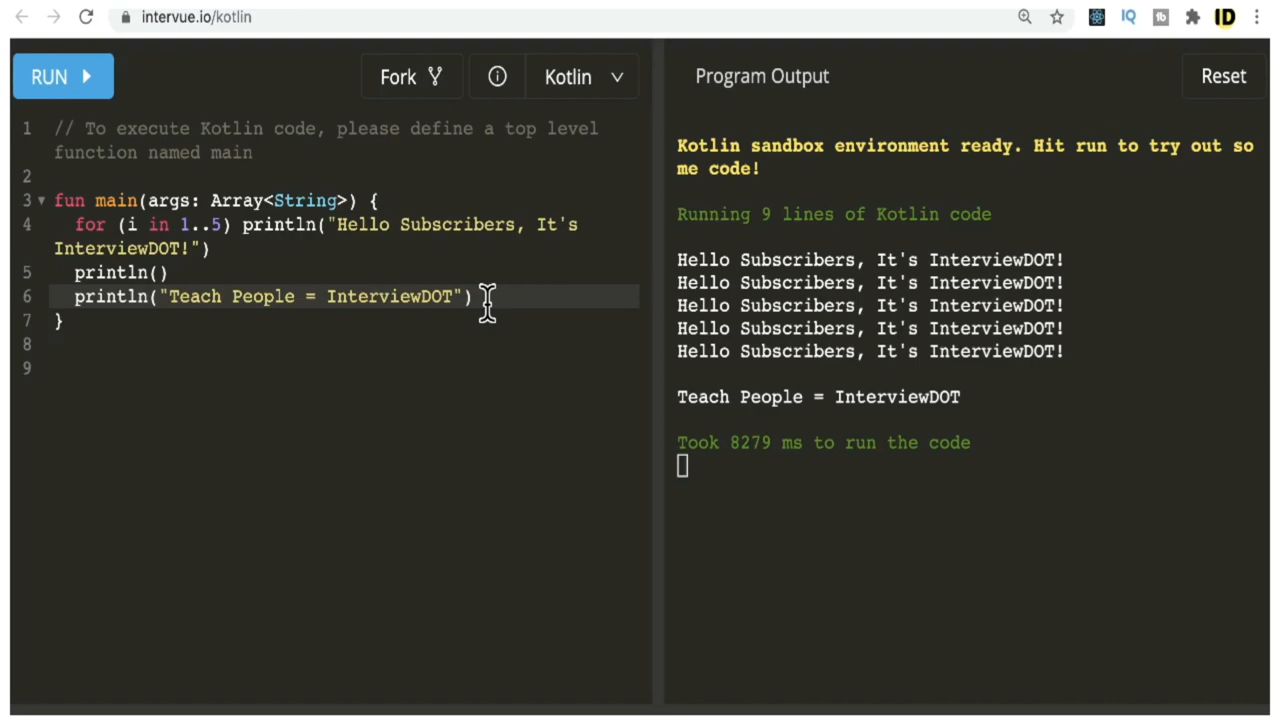 intervue.io/kotlin
IQ
tb
ID
RUN
Fork
Kotlin
Program Output
Reset
1 // To execute Kotlin code, please define a top level
function named main
2
3 fun main(args: Array<String>) {
4 for (i in 1..5) println("Hello Subscribers, It's
InterviewDOT!")
5 println()
6 println("Teach People = InterviewDOT")
7 }
8
9
Kotlin sandbox environment ready. Hit run to try out so
me code!
Running 9 lines of Kotlin code
Hello Subscribers, It's InterviewDOT!
Hello Subscribers, It's InterviewDOT!
Hello Subscribers, It's InterviewDOT!
Hello Subscribers, It's InterviewDOT!
Hello Subscribers, It's InterviewDOT!
Teach People = InterviewDOT
Took 8279 ms to run the code